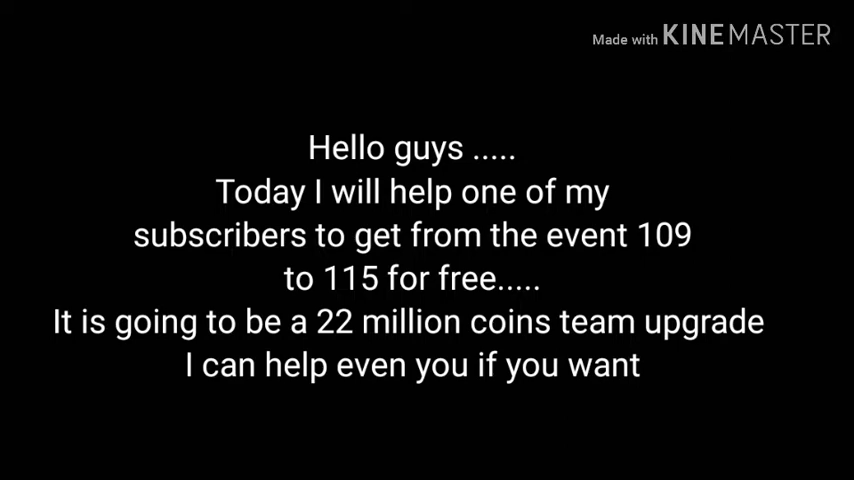 Made with KINEMASTER
Hello guys .....
Today I will help one of my
subscribers to get from the event 109
to 115 for free.....
It is going to be a 22 million coins team upgrade
I can help even you if you want